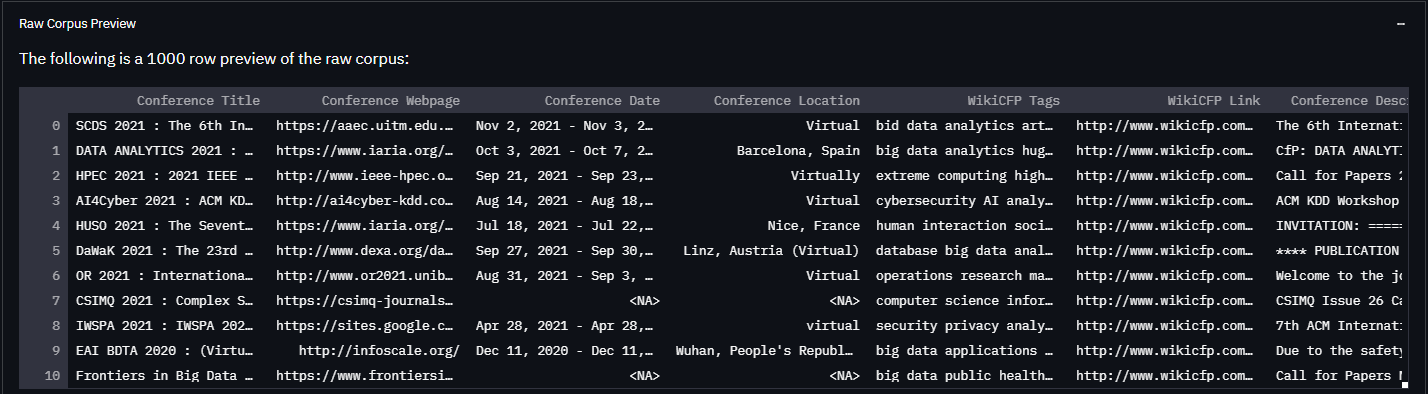 Raw Corpus Preview
The following is a 1000 row preview of the raw corpus:
Conference Title Conference Webpage Conference Date Conference Location WikiCFP Tags WikiCFP Link Conference Desc
0 SCDS 2021 : The 6th In… https://aaec.uitm.edu.… Nov 2, 2021 - Nov 3, 2… Virtual bid data analytics art… http://www.wikicfp.com… The 6th Internati
1 DATA ANALYTICS 2021 : … https://www.iaria.org/… Oct 3, 2021 - Oct 7, 2… Barcelona, Spain big data analytics hug… http://www.wikicfp.com… CfP: DATA ANALYT
2 HPEC 2021 : 2021 IEEE … http://www.ieee-hpec.o… Sep 21, 2021 - Sep 23,… Virtually extreme computing high… http://www.wikicfp.com… Call for Papers 2
3 AI4Cyber 2021 : ACM KD… http://ai4cyber-kdd.co… Aug 14, 2021 - Aug 18,… Virtual cybersecurity AI analy… http://www.wikicfp.com… ACM KDD Workshop
4 HUSO 2021 : The Sevent… https://www.iaria.org/… Jul 18, 2021 - Jul 22,… Nice, France human interaction soci… http://www.wikicfp.com… INVITATION: =====
5 DaWaK 2021 : The 23rd … http://www.dexa.org/da… Sep 27, 2021 - Sep 30,… Linz, Austria (Virtual) database big data anal… http://www.wikicfp.com… **** PUBLICATION
6 OR 2021 : Internationa… http://www.or2021.unib… Aug 31, 2021 - Sep 3, … Virtual operations research ma… http://www.wikicfp.com… Welcome to the jo
7 CSIMQ 2021 : Complex S… https://csimq-journals… <NA> <NA> computer science infor… http://www.wikicfp.com… CSIMQ Issue 26 Ca
8 IWSPA 2021 : IWSPA 202… https://sites.google.c… Apr 28, 2021 - Apr 28,… virtual security privacy analy… http://www.wikicfp.com… 7th ACM Internati
9 EAI BDTA 2020 : (Virtu… http://infoscale.org/ Dec 11, 2020 - Dec 11,… Wuhan, People's Republ… big data applications … http://www.wikicfp.com… Due to the safety
10 Frontiers in Big Data … https://www.frontiersi… <NA> <NA> big data public health… http://www.wikicfp.com… Call for Papers